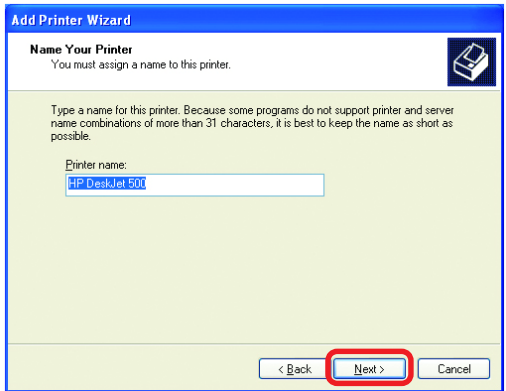 Add Printer Wizard
Name Your Printer
You must assign a name to this printer.
Type a name for this printer. Because some programs do not support printer and server
name combinations of more than 31 characters, it is best to keep the name as short as
possible.
Printer name:
HP DeskJet 500
< Back Next > Cancel